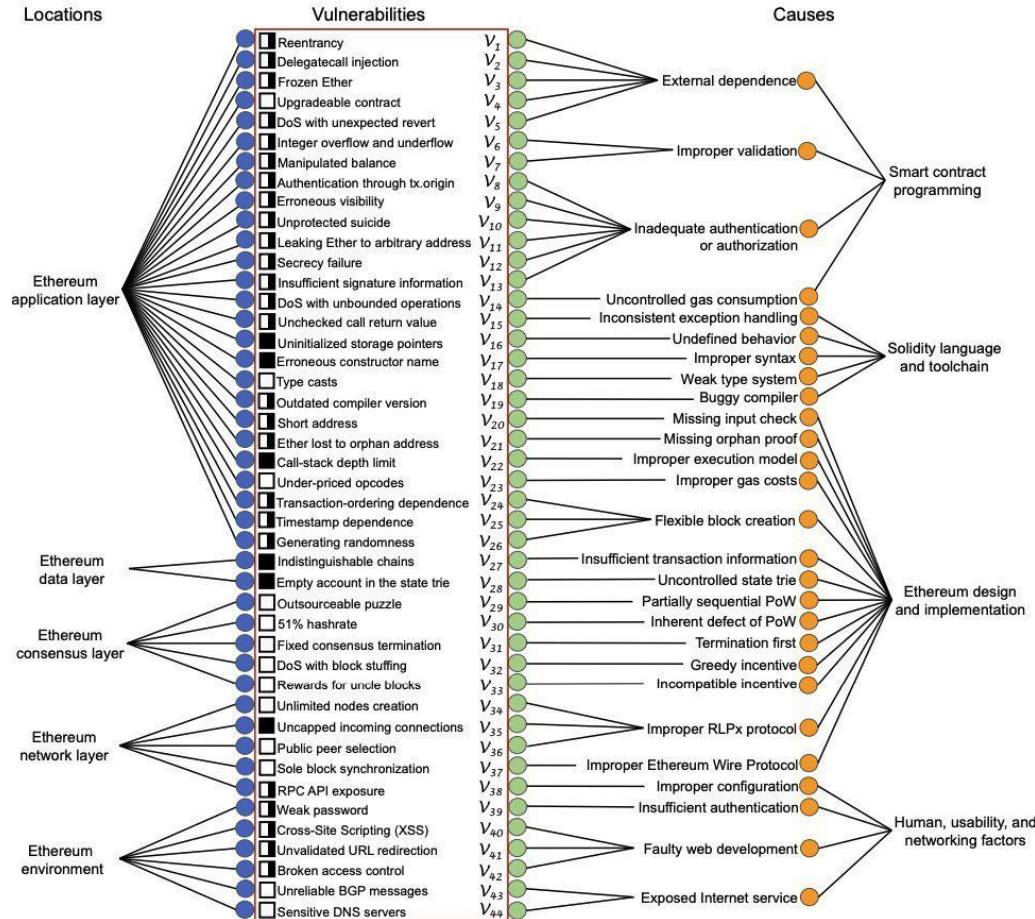 Locations Vulnerabilities Causes
Reentrancy V1
Delegatecall injection V2
Frozen Ether V3
Upgradeable contract V4
DoS with unexpected revert V5
Integer overflow and underflow V6
Manipulated balance V7
Authentication through tx.origin V8
Erroneous visibility V9
Unprotected suicide V10
Leaking Ether to arbitrary address V11
Secrecy failure V12
Insufficient signature information V13
DoS with unbounded operations V14
Unchecked call return value V15
Uninitialized storage pointers V16
Erroneous constructor name V17
Type casts V18
Outdated compiler version V19
Short address V20
Ether lost to orphan address V21
Call-stack depth limit V22
Under-priced opcodes V23
Transaction-ordering dependence V24
Timestamp dependence V25
Generating randomness V26
Indistinguishable chains V27
Empty account in the state trie V28
Outsourceable puzzle V29
51% hashrate V30
Fixed consensus termination V31
DoS with block stuffing V32
Rewards for uncle blocks V33
Unlimited nodes creation V34
Uncapped incoming connections V35
Public peer selection V36
Sole block synchronization V37
RPC API exposure V38
Weak password V39
Cross-Site Scripting (XSS) V40
Unvalidated URL redirection V41
Broken access control V42
Unreliable BGP messages V43
Sensitive DNS servers V44
Ethereum
application layer
Ethereum
data layer
Ethereum
consensus layer
Ethereum
network layer
Ethereum
environment
External dependence
Improper validation
Inadequate authentication
or authorization
Uncontrolled gas consumption
Inconsistent exception handling
Undefined behavior
Improper syntax
Weak type system
Buggy compiler
Missing input check
Missing orphan proof
Improper execution model
Improper gas costs
Flexible block creation
Insufficient transaction information
Uncontrolled state trie
Partially sequential PoW
Inherent defect of PoW
Termination first
Greedy incentive
Incompatible incentive
Improper RLPx protocol
Improper Ethereum Wire Protocol
Improper configuration
Insufficient authentication
Faulty web development
Exposed Internet service
Smart contract
programming
Solidity language
and toolchain
Ethereum design
and implementation
Human, usability, and
networking factors